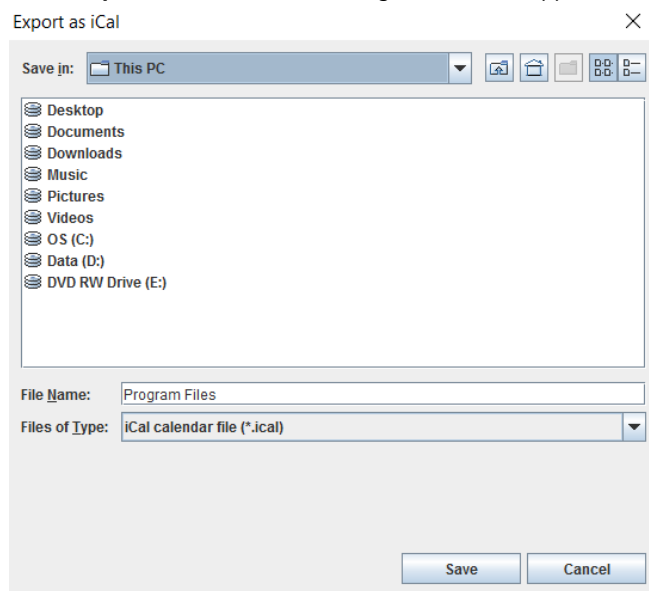 Export as iCal
Save in: This PC
Desktop
Documents
Downloads
Music
Pictures
Videos
OS (C:)
Data (D:)
DVD RW Drive (E:)
File Name: Program Files
Files of Type: iCal calendar file (*.ical)
Save Cancel